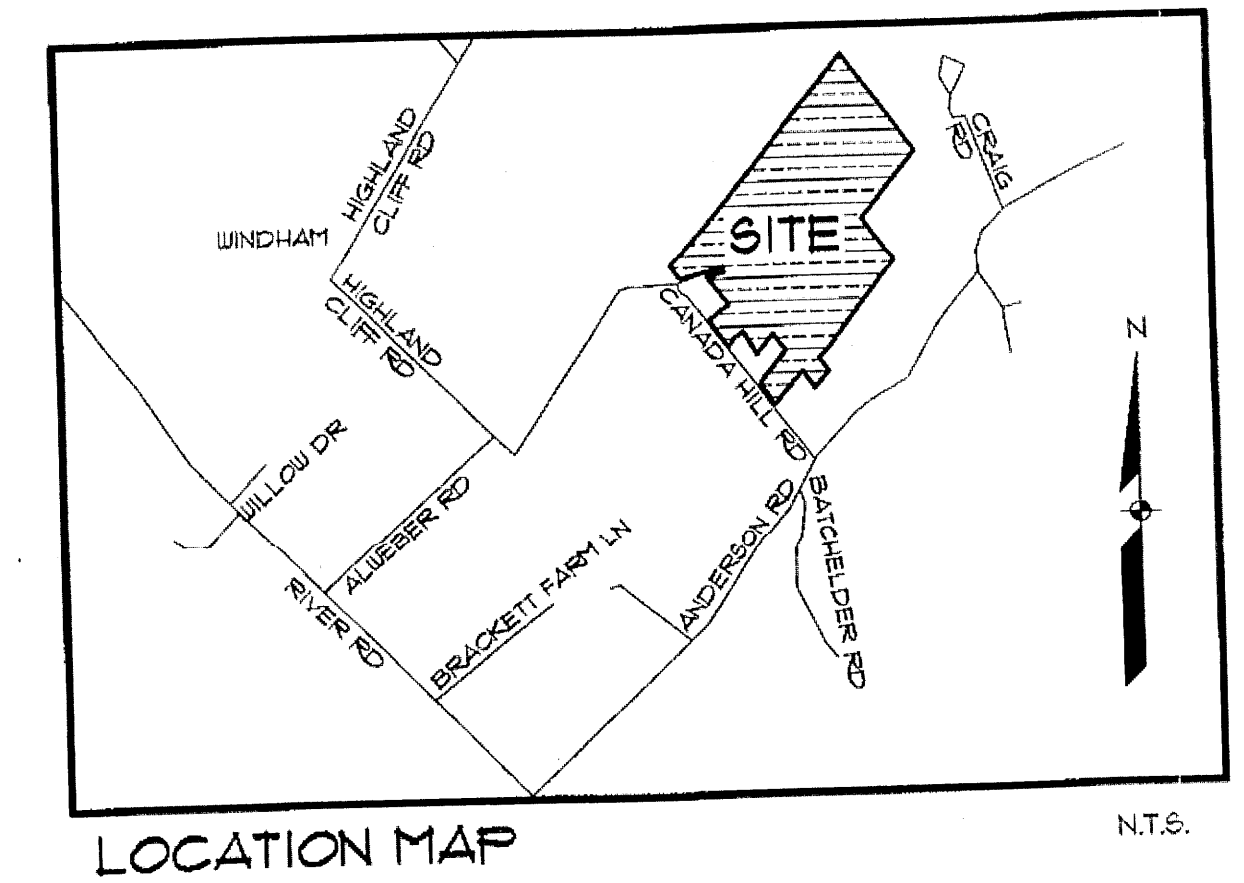 HIGHLAND
CLIFF RD
CRAIG
RD
WINDHAM
SITE
HIGHLAND
CLIFF RD
CANADA HILL RD
N
WILLOW DR
ALWEBER RD
BATCHELDER RD
ANDERSON RD
BRACKETT FARM LN
RIVER RD
LOCATION MAP
N.T.S.